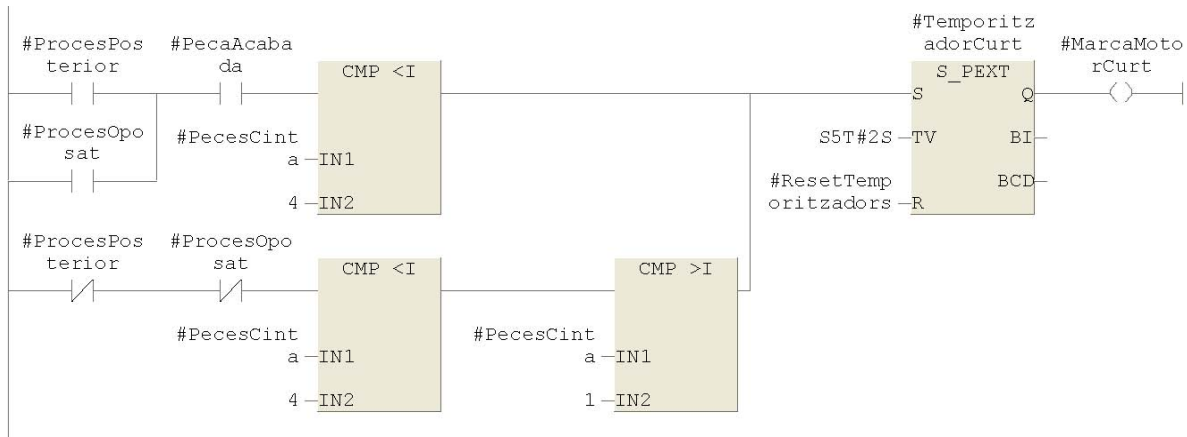 #Temporitz
#ProcesPos #PecaAcaba adorCurt #MarcaMoto
terior da CMP <I S_PEXT rCurt
S Q
#ProcesOpo #PecesCint S5T#2S TV BI
sat a IN1
#ResetTemp BCD
4 IN2 oritzadors R
#ProcesPos #ProcesOpo
terior sat CMP <I CMP >I
#PecesCint #PecesCint
a IN1 a IN1
4 IN2 1 IN2